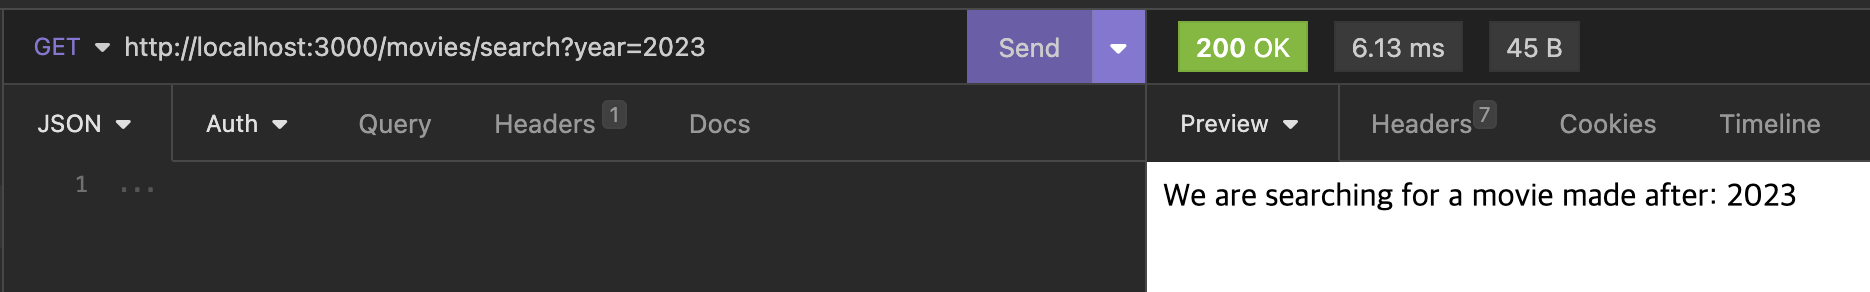 GET http://localhost:3000/movies/search?year=2023 Send 200 OK 6.13 ms 45 B
JSON Auth Query Headers 1 Docs Preview Headers 7 Cookies Timeline
1 ...
We are searching for a movie made after: 2023